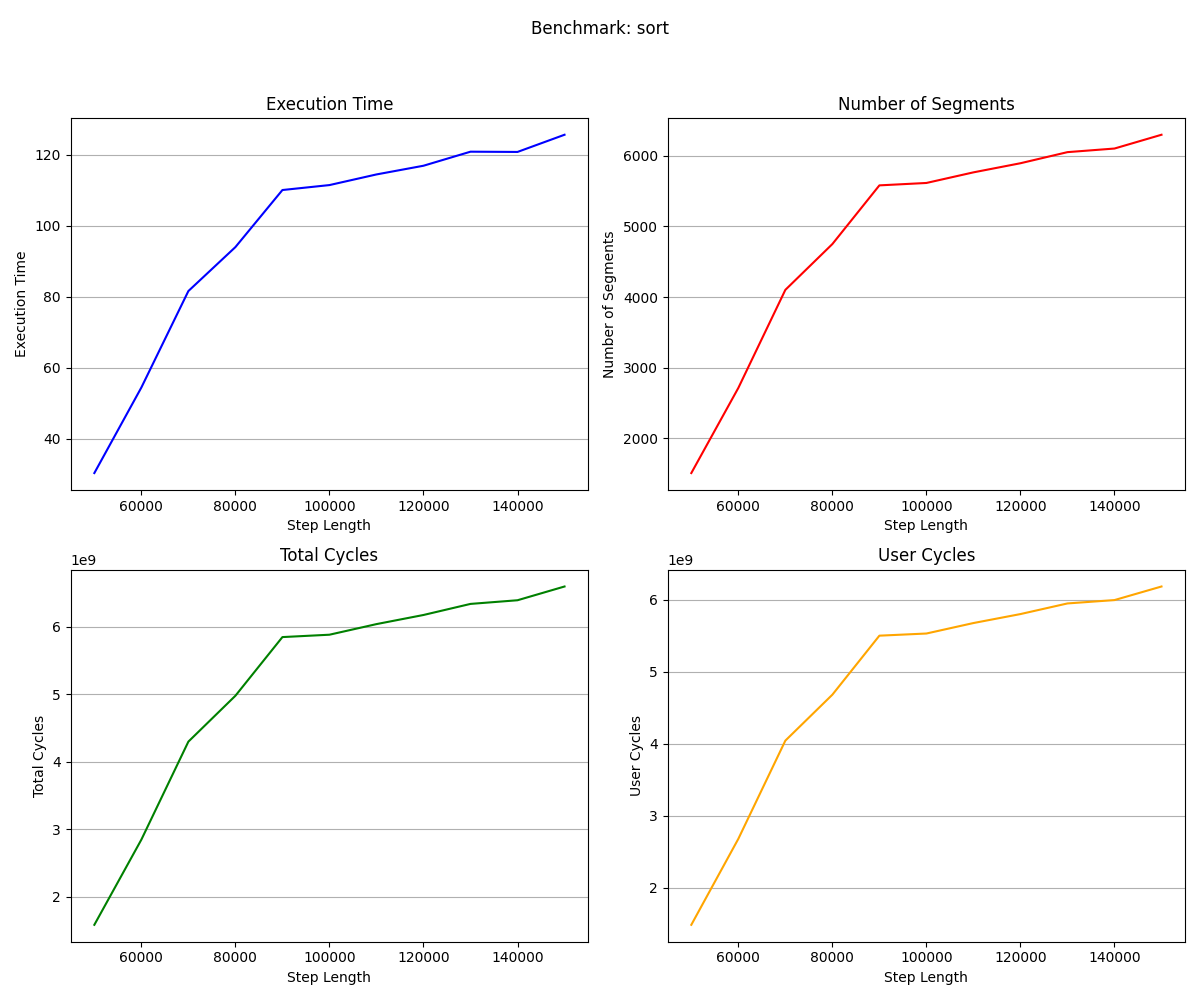 Benchmark: sort
Execution Time
120
100
80
60
40
Execution Time
60000 80000 100000 120000 140000
Step Length
Number of Segments
6000
5000
4000
3000
2000
Number of Segments
60000 80000 100000 120000 140000
Step Length
Total Cycles
1e9
6
5
4
3
2
Total Cycles
60000 80000 100000 120000 140000
Step Length
User Cycles
1e9
6
5
4
3
2
User Cycles
60000 80000 100000 120000 140000
Step Length